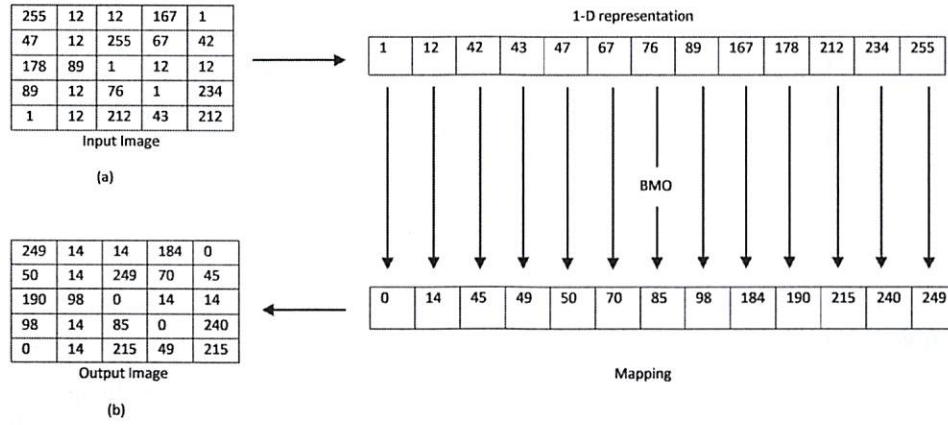 255 12 12 167 1
47 12 255 67 42
178 89 1 12 12
89 12 76 1 234
1 12 212 43 212
Input Image
(a)
1-D representation
1 12 42 43 47 67 76 89 167 178 212 234 255
BMO
0 14 45 49 50 70 85 98 184 190 215 240 249
Mapping
249 14 14 184 0
50 14 249 70 45
190 98 0 14 14
98 14 85 0 240
0 14 215 49 215
Output Image
(b)